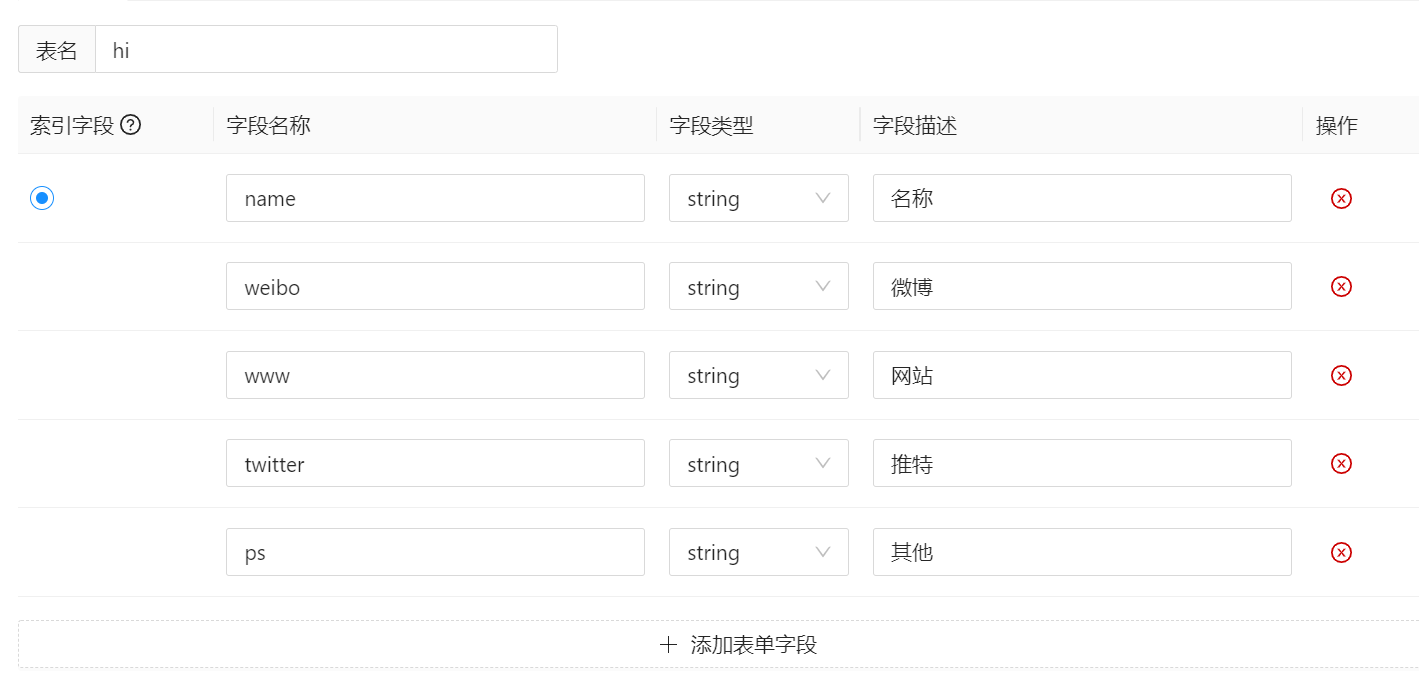 表名 hi
索引字段 字段名称 字段类型 字段描述 操作
name string 名称
weibo string 微博
www string 网站
twitter string 推特
ps string 其他
+ 添加表单字段